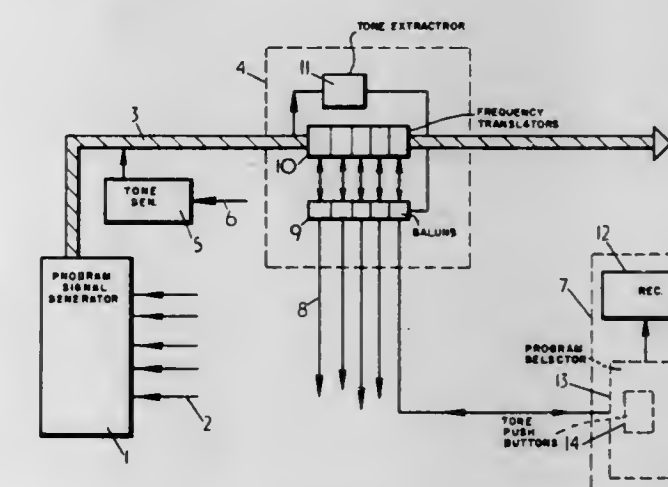 TONE EXTRACTROR
4
11
3
FREQUENCY
TRANSLATORS
10
TONE
GEN.
6
5
9
BALUNS
12
REC.
7
PROGRAM
SIGNAL
GENERATOR
8
PROGRAM
SELECTOR
13
2
TONE
PUSH
BUTTONS
14
1